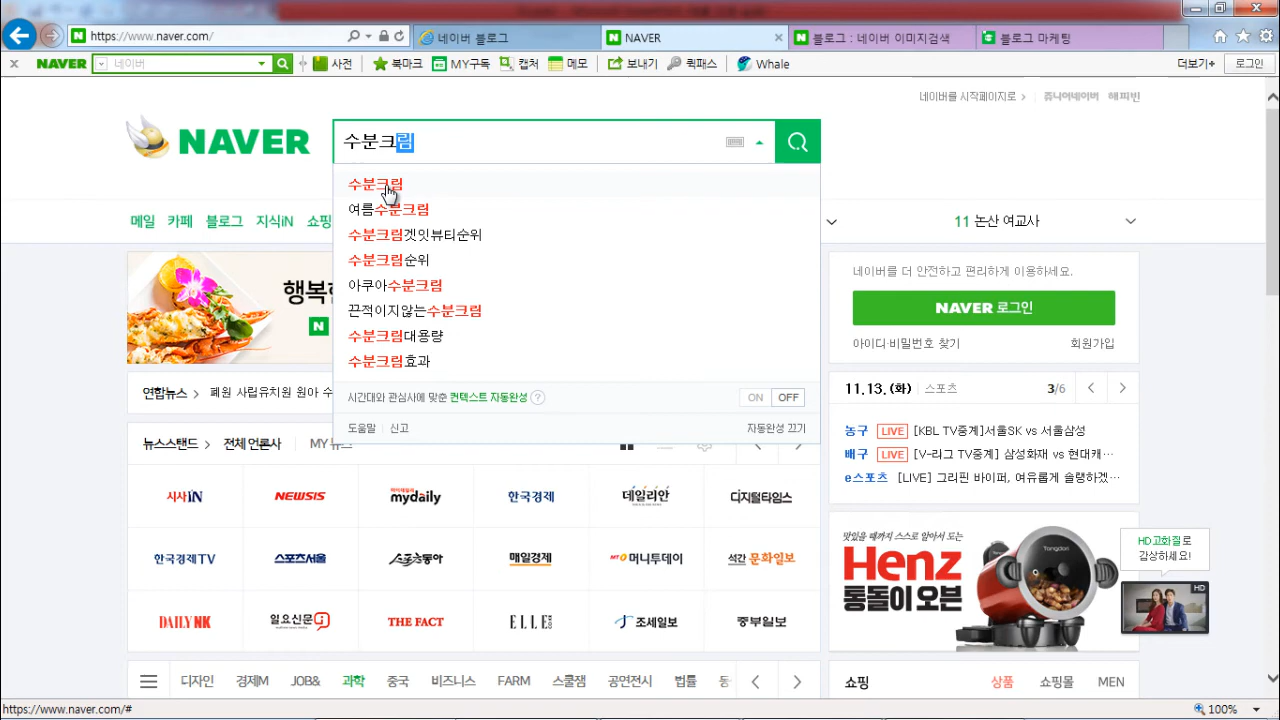 https://www.naver.com/
네이버 블로그
NAVER
블로그 : 네이버 이미지검색
블로그 마케팅
NAVER
네이버
사전
북마크
MY구독
캡처
메모
보내기
퀵패스
Whale
더보기+
로그인
네이버를 시작페이지로 >
쥬니어네이버 해피빈
NAVER
수분크림
수분크림
여름수분크림
수분크림겟잇뷰티순위
수분크림순위
아쿠아수분크림
끈적이지않는수분크림
수분크림대용량
수분크림효과
시간대와 관심사에 맞춘 컨텍스트 자동완성 ?
ON OFF
도움말 신고
자동완성 끄기
메일 카페 블로그 지식iN 쇼핑
11 논산 여교사
행복한
네이버를 더 안전하고 편리하게 이용하세요.
NAVER 로그인
아이디·비밀번호 찾기
회원가입
연합뉴스 > 폐원 사립유치원 원아 수
11.13.(화) 스포츠 3/6
농구 LIVE [KBL TV중계]서울SK vs 서울삼성
배구 LIVE [V-리그 TV중계] 삼성화재 vs 현대캐…
e스포츠 [LIVE] 그리핀 바이퍼, 여유롭게 슬램하겠…
뉴스스탠드 > 전체 언론사 MY 뉴스
시사iN NEWSIS mydaily 한국경제 데일리안 디지털타임스
한국경제TV 스포츠서울 스포츠동아 매일경제 MT 머니투데이 석간 문화일보
DAILY NK 일요신문 THE FACT ELLE 조세일보 중부일보
맛있을 때까지 스스로 알아서 도는
Henz
통돌이 오븐
HD고화질로
감상하세요!
HD
디자인 경제M JOB& 과학 중국 비즈니스 FARM 스쿨잼 공연전시 법률
쇼핑 상품 쇼핑몰 MEN
https://www.naver.com/#
100%